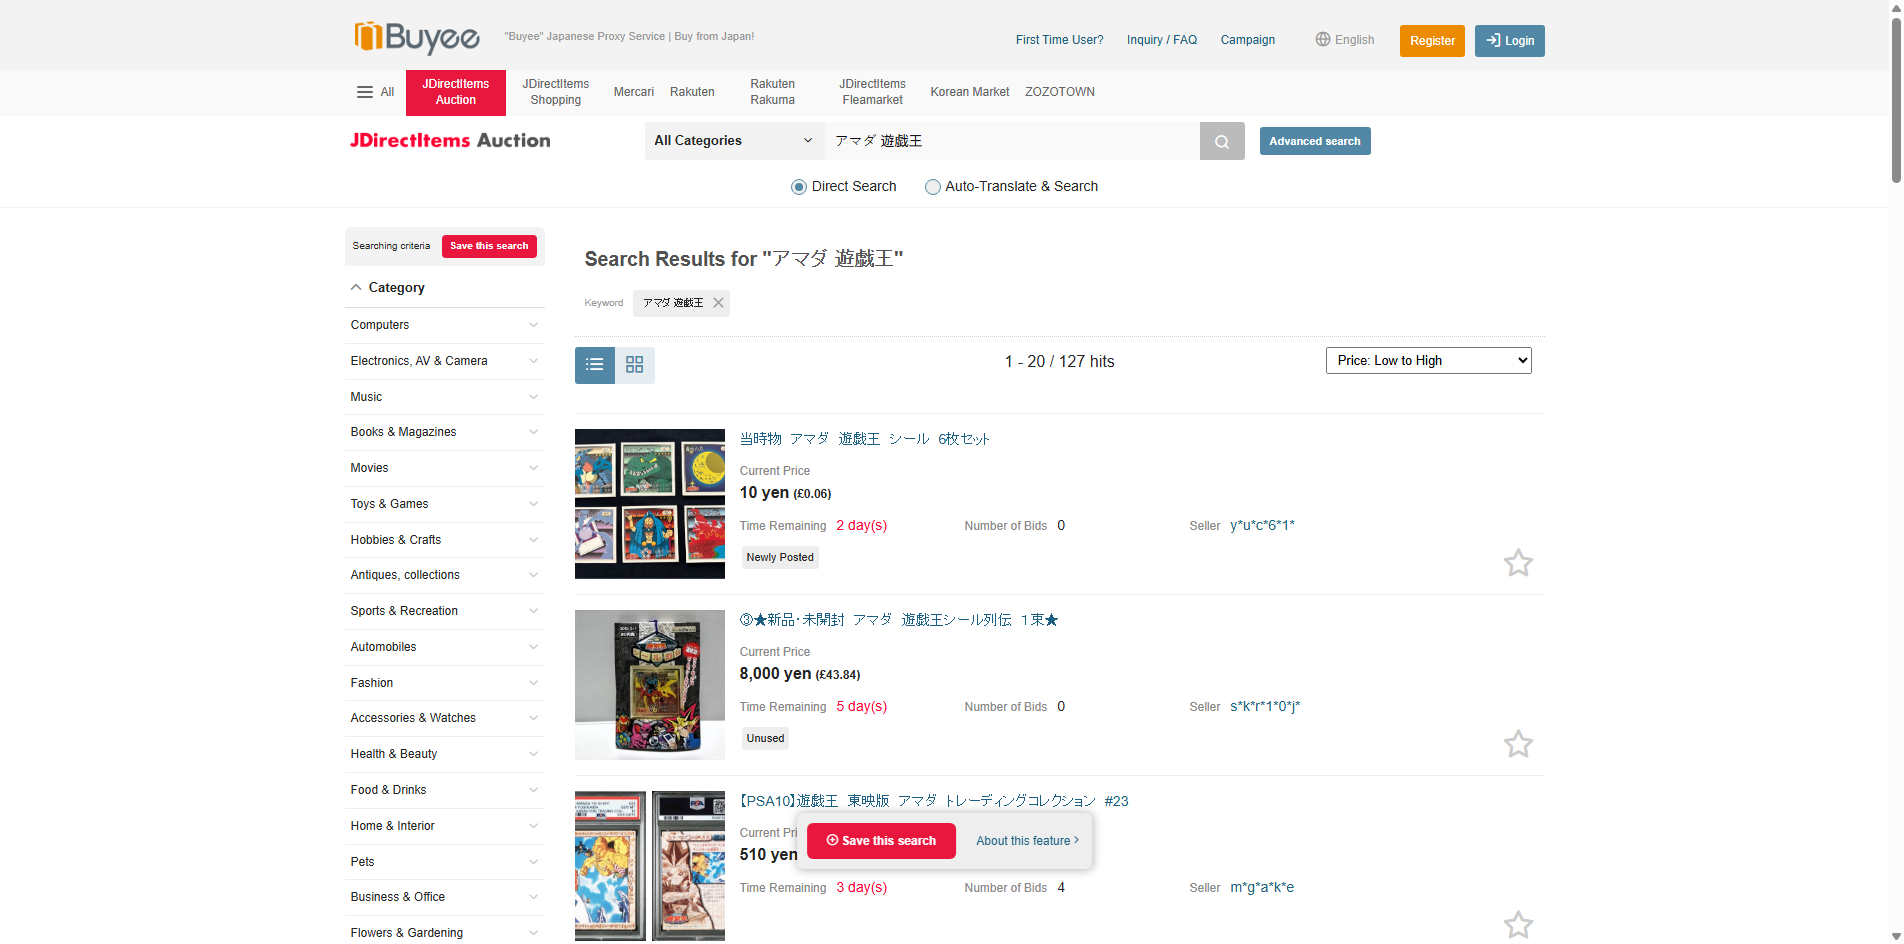 Buyee
"Buyee" Japanese Proxy Service | Buy from Japan!
First Time User?
Inquiry / FAQ
Campaign
English
Register
Login
All
JDirectItems Auction
JDirectItems Shopping
Mercari
Rakuten
Rakuten Rakuma
JDirectItems Fleamarket
Korean Market
ZOZOTOWN
JDirectItems Auction
All Categories
アマダ 遊戯王
Advanced search
Direct Search
Auto-Translate & Search
Searching criteria
Save this search
Category
Computers
Electronics, AV & Camera
Music
Books & Magazines
Movies
Toys & Games
Hobbies & Crafts
Antiques, collections
Sports & Recreation
Automobiles
Fashion
Accessories & Watches
Health & Beauty
Food & Drinks
Home & Interior
Pets
Business & Office
Flowers & Gardening
Search Results for "アマダ 遊戯王"
Keyword
アマダ 遊戯王
1 - 20 / 127 hits
Price: Low to High
当時物 アマダ 遊戯王 シール 6枚セット
Current Price
10 yen (£0.06)
Time Remaining 2 day(s)
Number of Bids 0
Seller y*u*c*6*1*
Newly Posted
③★新品・未開封 アマダ 遊戯王シール列伝 1束★
Current Price
8,000 yen (£43.84)
Time Remaining 5 day(s)
Number of Bids 0
Seller s*k*r*1*0*j*
Unused
【PSA10】遊戯王 東映版 アマダ トレーディングコレクション #23
Current Pri
510 yen
Time Remaining 3 day(s)
Number of Bids 4
Seller m*g*a*k*e
Save this search
About this feature